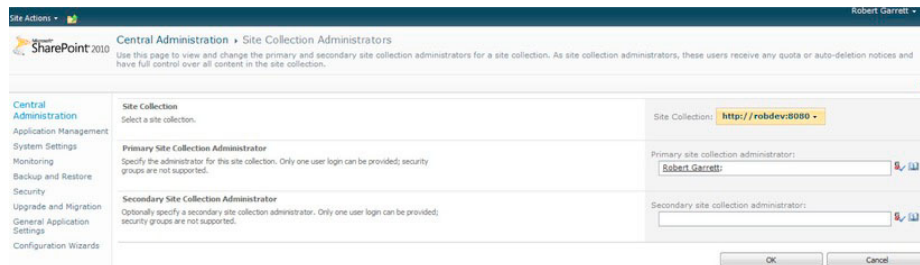 Site Actions
Robert Garrett
Microsoft
SharePoint 2010
Central Administration ▸ Site Collection Administrators
Use this page to view and change the primary and secondary site collection administrators for a site collection. As site collection administrators, these users receive any quota or auto-deletion notices and
have full control over all content in the site collection.
Central
Administration
Application Management
System Settings
Monitoring
Backup and Restore
Security
Upgrade and Migration
General Application
Settings
Configuration Wizards
Site Collection
Select a site collection.
Site Collection: http://robdev:8080
Primary Site Collection Administrator
Specify the administrator for this site collection. Only one user login can be provided; security
groups are not supported.
Primary site collection administrator:
Robert Garrett;
Secondary Site Collection Administrator
Optionally specify a secondary site collection administrator. Only one user login can be provided;
security groups are not supported.
Secondary site collection administrator:
OK
Cancel